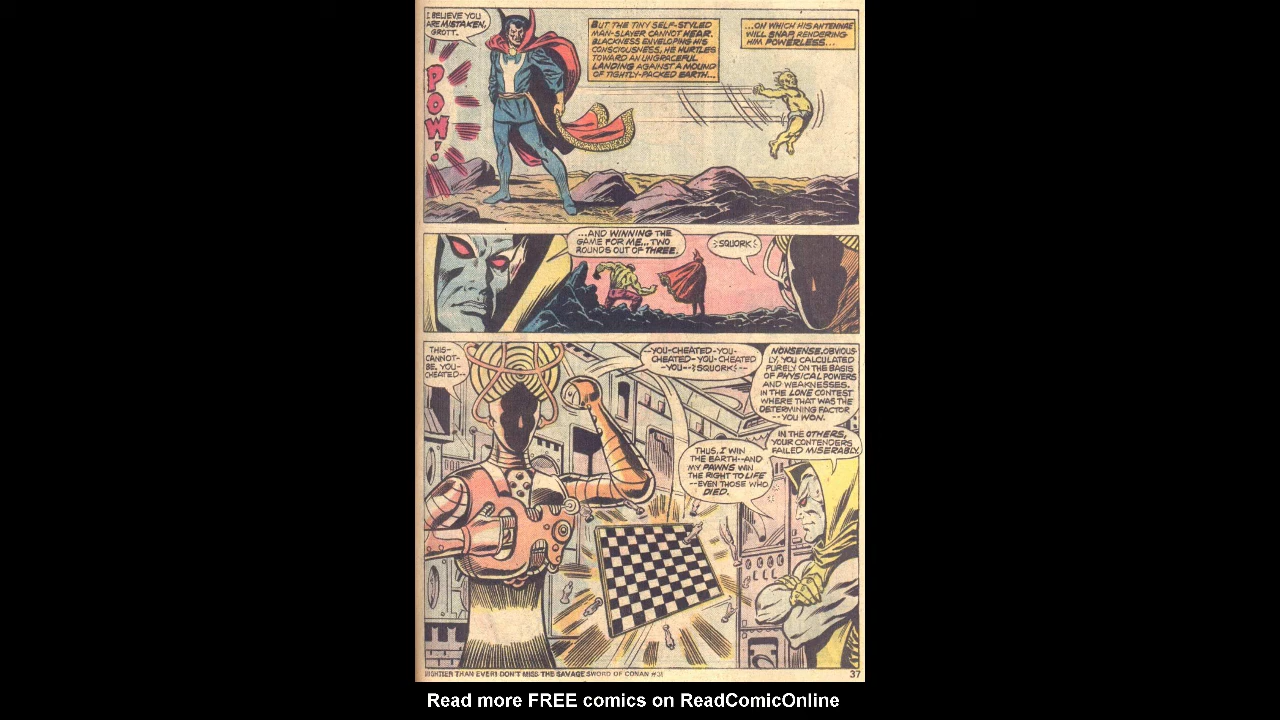 I BELIEVE YOU
ARE MISTAKEN,
GROTT.
POW!
BUT THE TINY SELF-STYLED
MAN-SLAYER CANNOT HEAR.
BLACKNESS ENVELOPING HIS
CONSCIOUSNESS, HE HURTLES
TOWARD AN UNGRACEFUL
LANDING AGAINST A MOUND
OF TIGHTLY-PACKED EARTH...
...ON WHICH HIS ANTENNAE
WILL SNAP, RENDERING
HIM POWERLESS...
...AND WINNING THE
GAME FOR ME...TWO
ROUNDS OUT OF THREE.
SQUORK
THIS--
CANNOT-
BE. YOU-
CHEATED--
--YOU-CHEATED-YOU-
CHEATED--YOU-CHEATED
--YOU--SQUORK--
NONSENSE. OBVIOUS-
LY, YOU CALCULATED
PURELY ON THE BASIS
OF PHYSICAL POWERS
AND WEAKNESSES.
IN THE LONE CONTEST
WHERE THAT WAS THE
DETERMINING FACTOR
--YOU WON.
IN THE OTHERS,
YOUR CONTENDERS
FAILED MISERABLY.
THUS, I WIN
THE EARTH--AND
MY PAWNS WIN
THE RIGHT TO LIFE
--EVEN THOSE WHO
DIED.
MIGHTIER THAN EVER! DON'T MISS THE SAVAGE SWORD OF CONAN
37
Read more FREE comics on ReadComicOnline